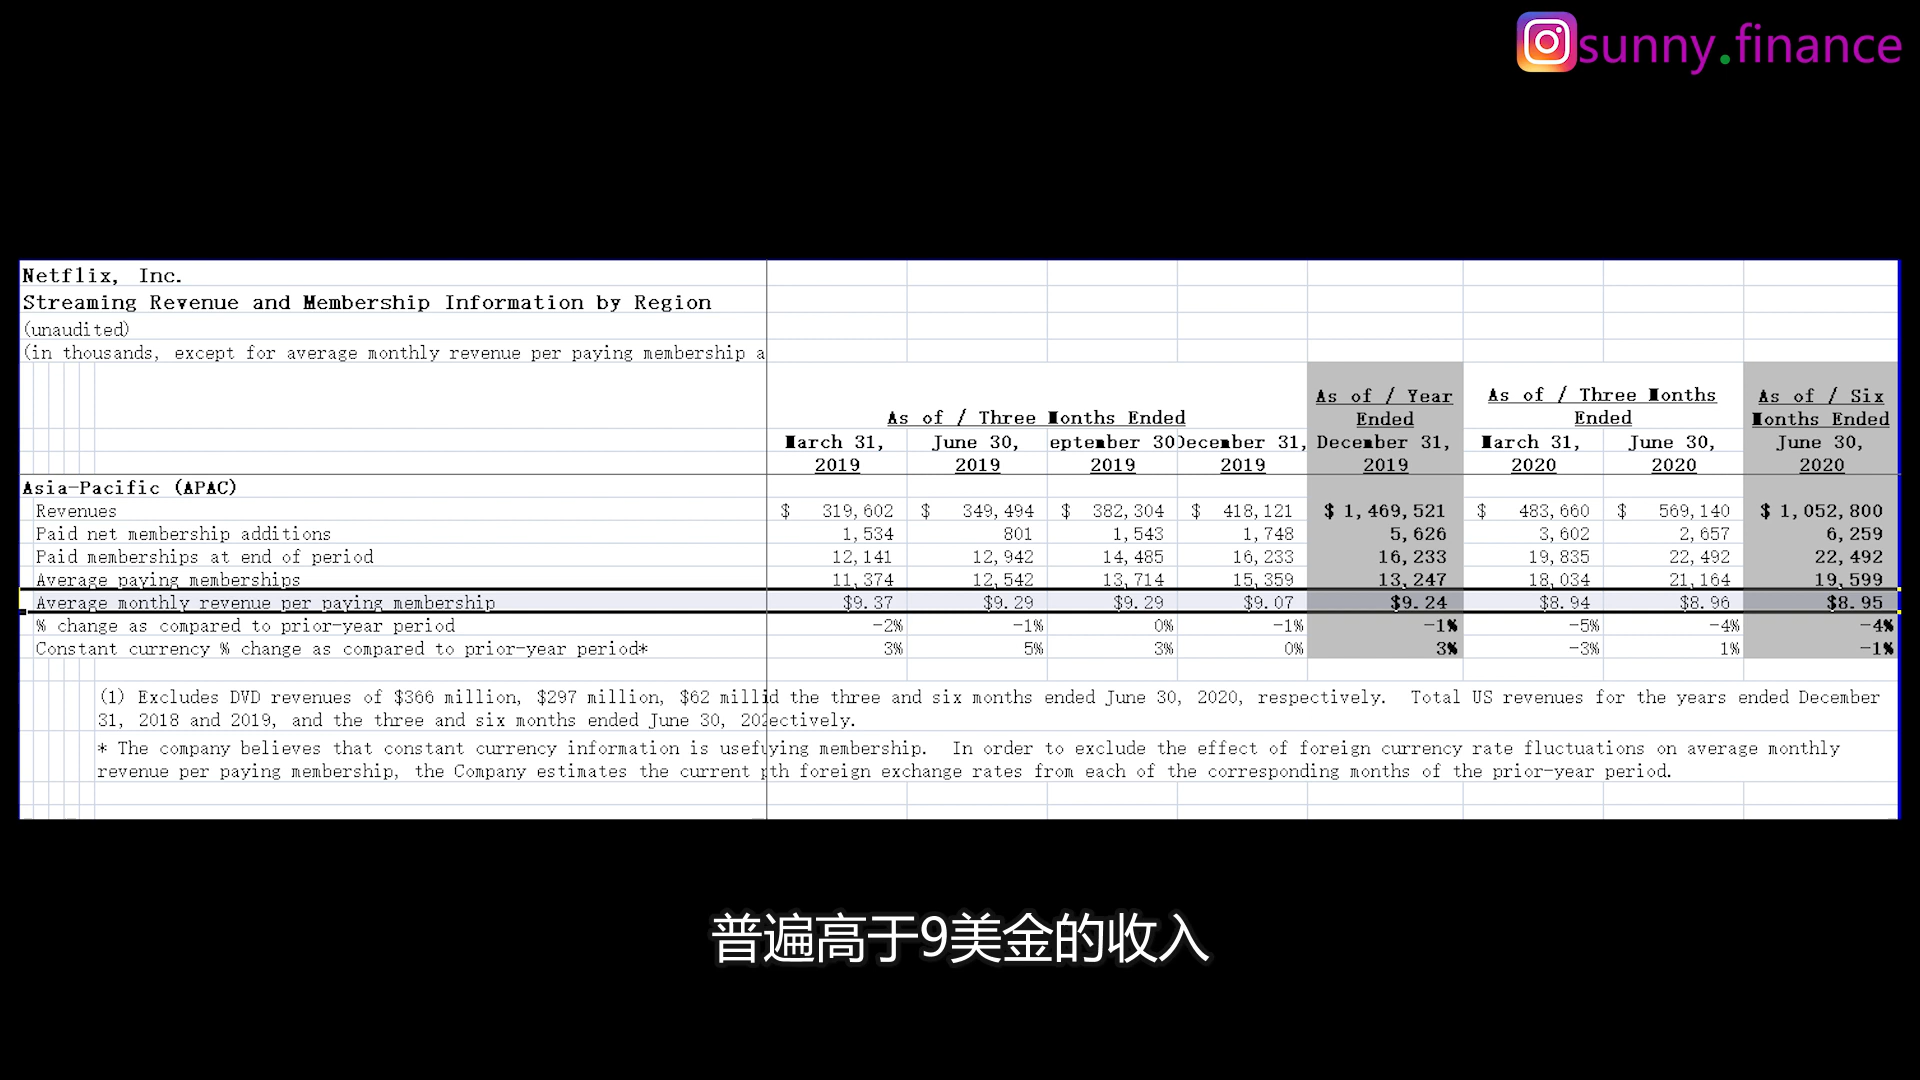 sunny.finance
Netflix, Inc.
Streaming Revenue and Membership Information by Region
(unaudited)
(in thousands, except for average monthly revenue per paying membership a
As of / Three Months Ended As of / Year Ended As of / Three Months Ended As of / Six Months Ended
March 31, 2019 June 30, 2019 eptember 30 2019 December 31, 2019 December 31, 2019 March 31, 2020 June 30, 2020 June 30, 2020
Asia-Pacific (APAC)
Revenues $ 319,602 $ 349,494 $ 382,304 $ 418,121 $ 1,469,521 $ 483,660 $ 569,140 $ 1,052,800
Paid net membership additions 1,534 801 1,543 1,748 5,626 3,602 2,657 6,259
Paid memberships at end of period 12,141 12,942 14,485 16,233 16,233 19,835 22,492 22,492
Average paying memberships 11,374 12,542 13,714 15,359 13,247 18,034 21,164 19,599
Average monthly revenue per paying membership $9.37 $9.29 $9.29 $9.07 $9.24 $8.94 $8.96 $8.95
% change as compared to prior-year period -2% -1% 0% -1% -1% -5% -4% -4%
Constant currency % change as compared to prior-year period* 3% 5% 3% 0% 3% -3% 1% -1%
(1) Excludes DVD revenues of $366 million, $297 million, $62 millid the three and six months ended June 30, 2020, respectively. Total US revenues for the years ended December
31, 2018 and 2019, and the three and six months ended June 30, 202ectively.
* The company believes that constant currency information is usefying membership. In order to exclude the effect of foreign currency rate fluctuations on average monthly
revenue per paying membership, the Company estimates the current pth foreign exchange rates from each of the corresponding months of the prior-year period.
普遍高于9美金的收入